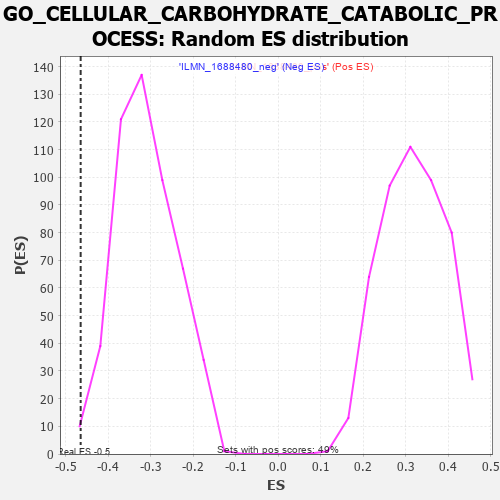 GO_CELLULAR_CARBOHYDRATE_CATABOLIC_PR
OCESS: Random ES distribution
'ILMN_1688480_neg' (Neg ES) s' (Pos ES)
140
130
120
110
100
90
80
70
60
50
40
30
20
10
0
P(ES)
Real ES -0.5
Sets with pos scores: 49%
-0.5 -0.4 -0.3 -0.2 -0.1 0.0 0.1 0.2 0.3 0.4 0.5
ES